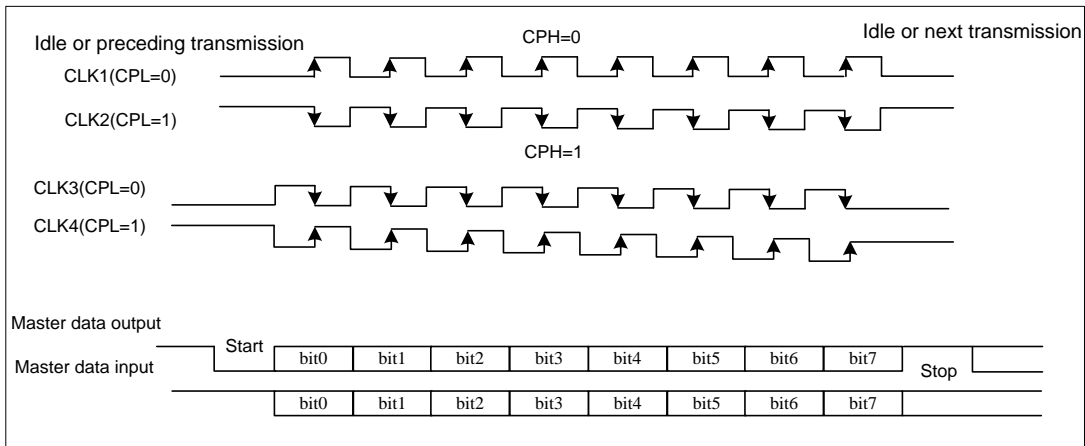 CPH=0
Idle or preceding transmission
Idle or next transmission
CLK1(CPL=0)
CLK2(CPL=1)
CPH=1
CLK3(CPL=0)
CLK4(CPL=1)
Master data output
Start
bit0 bit1 bit2 bit3 bit4 bit5 bit6 bit7
Master data input
Stop
bit0 bit1 bit2 bit3 bit4 bit5 bit6 bit7